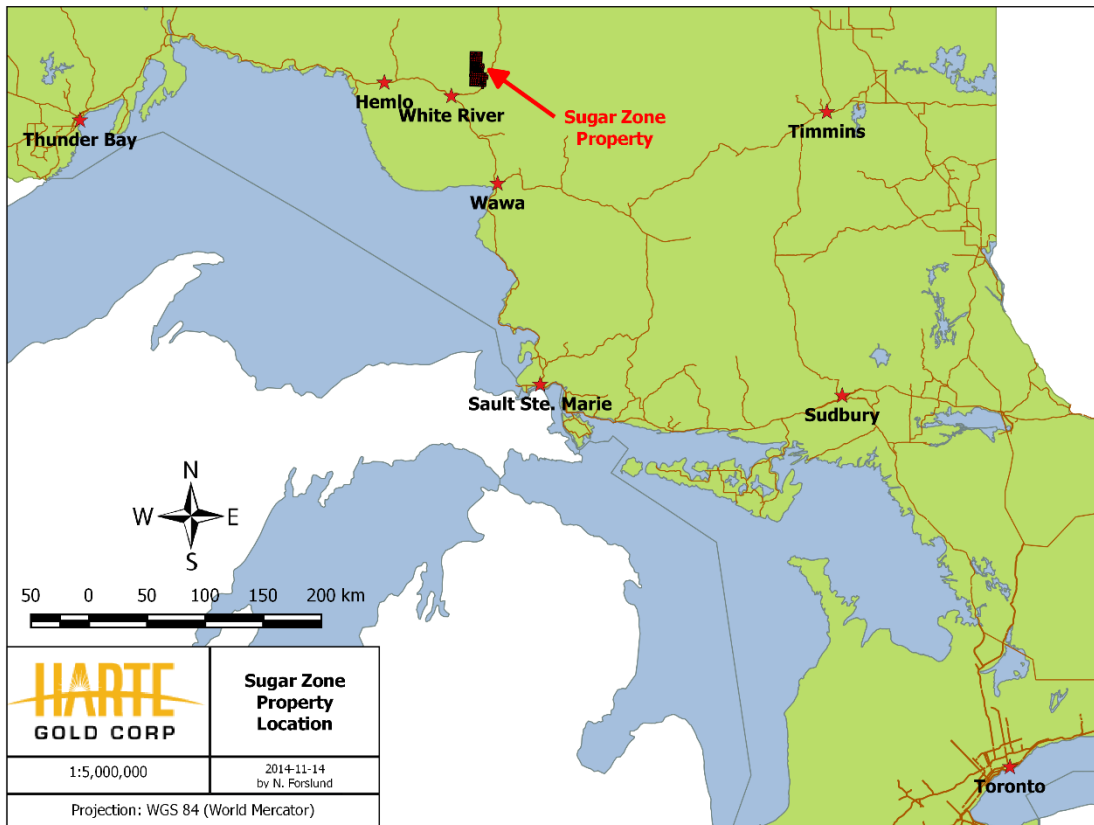 Hemlo
White River
Thunder Bay
Sugar Zone
Property
Timmins
Wawa
Sault Ste. Marie
Sudbury
N
W E
S
50 0 50 100 150 200 km
HARTE
GOLD CORP
Sugar Zone
Property
Location
1:5,000,000
2014-11-14
by N. Forslund
Projection: WGS 84 (World Mercator)
Toronto